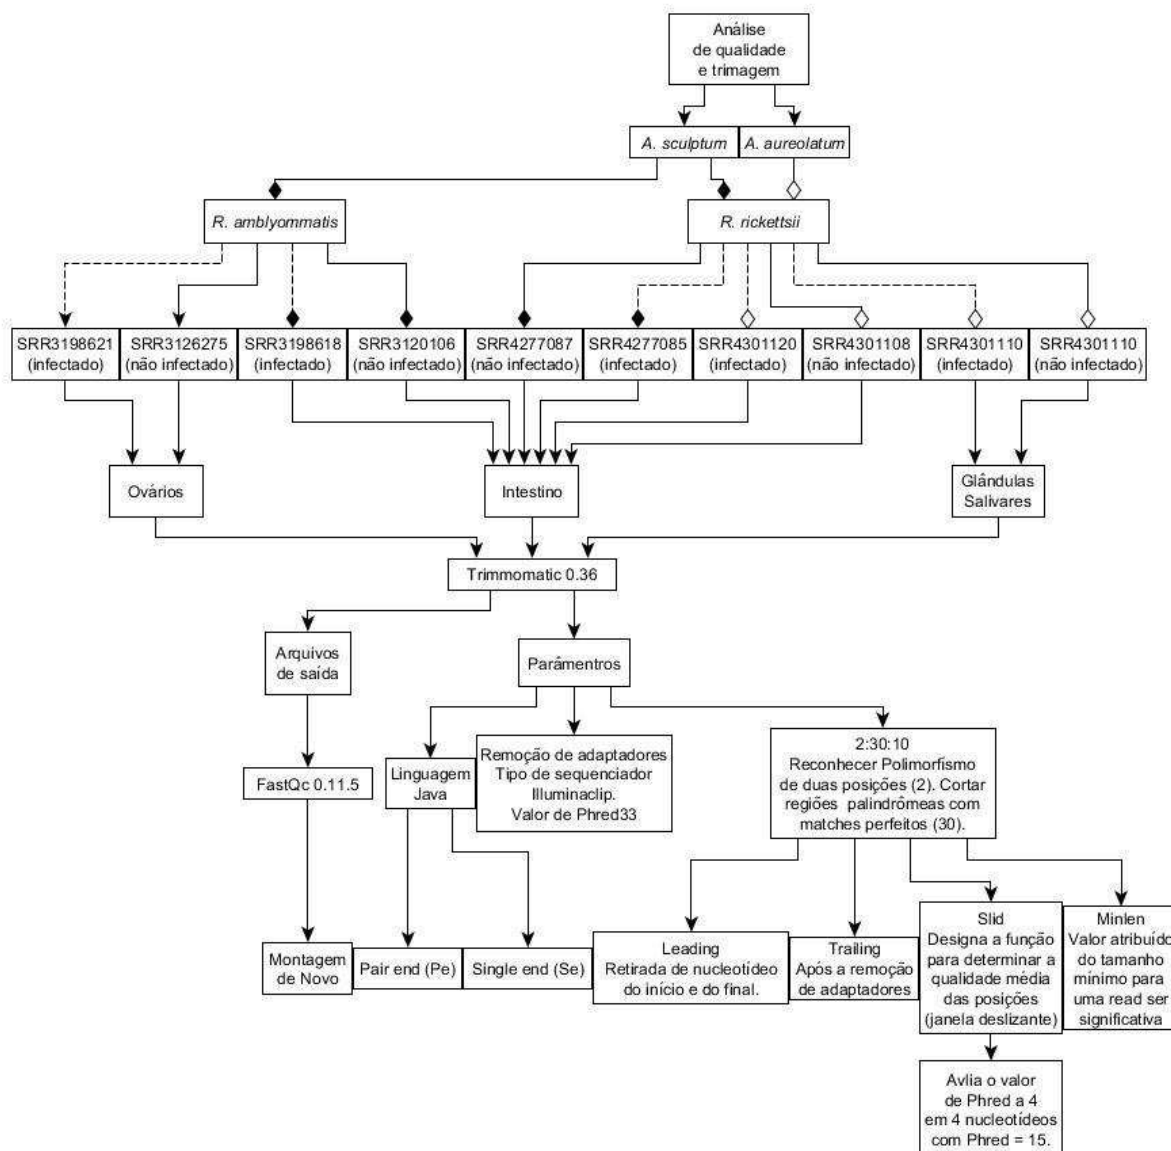 Análise
de qualidade
e trimagem
A. sculptum
A. aureolatum
R. amblyommatis
R. rickettsii
SRR3198621
(infectado)
SRR3126275
(não infectado)
SRR3198618
(infectado)
SRR3120106
(não infectado)
SRR4277087
(não infectado)
SRR4277085
(infectado)
SRR4301120
(infectado)
SRR4301108
(não infectado)
SRR4301110
(infectado)
SRR4301110
(não infectado)
Ovários
Intestino
Glândulas
Salivares
Trimmomatic 0.36
Arquivos
de saída
Parâmentros
FastQc 0.11.5
Linguagem
Java
Remoção de adaptadores
Tipo de sequenciador
Illuminaclip.
Valor de Phred33
2:30:10
Reconhecer Polimorfismo
de duas posições (2). Cortar
regiões palindrômeas com
matches perfeitos (30).
Montagem
de Novo
Pair end (Pe)
Single end (Se)
Leading
Retirada de nucleotídeo
do início e do final.
Trailing
Após a remoção
de adaptadores
Slid
Designa a função
para determinar a
qualidade média
das posições
(janela deslizante)
Minlen
Valor atribuído
do tamanho
mínimo para
uma read ser
significativa
Avlia o valor
de Phred a 4
em 4 nucleotídeos
com Phred = 15.